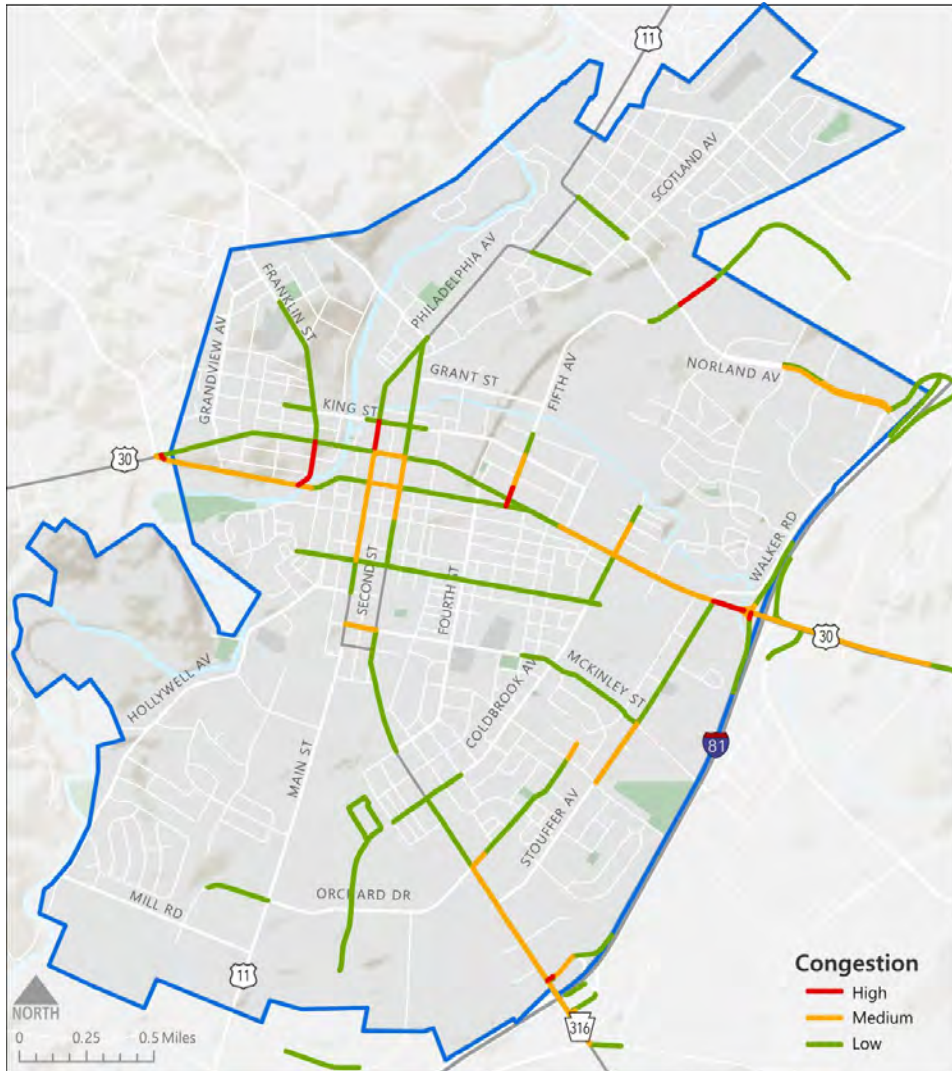 11
SCOTLAND AV
PHILADELPHIA AV
FRANKLIN ST
GRANDVIEW AV
GRANT ST
FIFTH AV
NORLAND AV
KING ST
30
WALKER RD
SECOND ST
FOURTH ST
30
MCKINLEY ST
HOLLYWELL AV
COLDBROOK AV
81
MAIN ST
STOUFFER AV
ORCHARD DR
MILL RD
11
316
Congestion
High
Medium
Low
NORTH
0 0.25 0.5 Miles